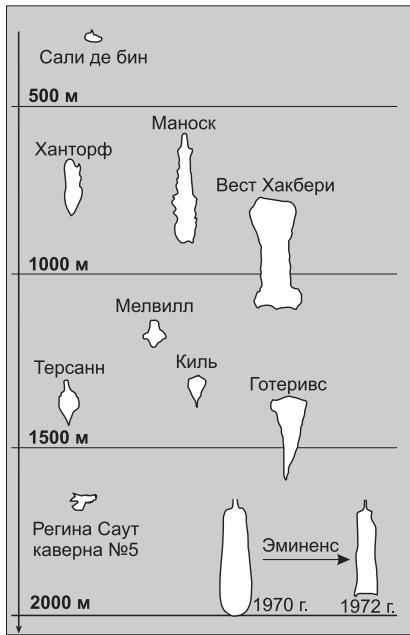 Сали де бин
500 м
Маноск
Ханторф
Вест Хакбери
1000 м
Мелвилл
Терсанн
Киль
Готеривс
1500 м
Регина Саут
каверна №5
Эминенс
2000 м
1970 г.
1972 г.